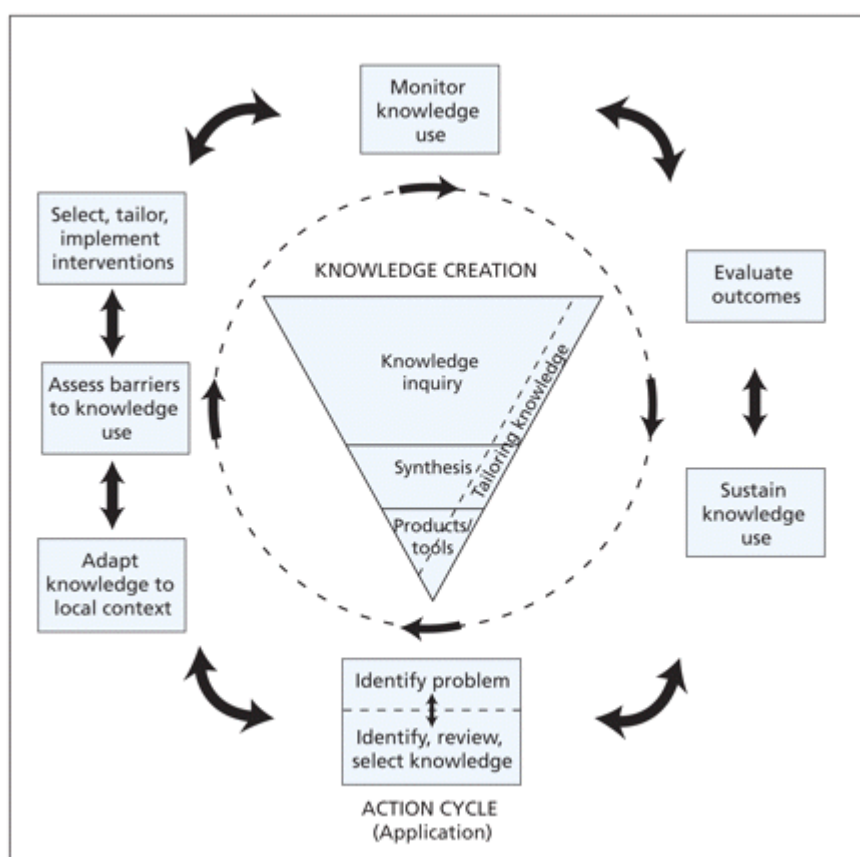 Monitor
knowledge
use
Select, tailor,
implement
interventions
Evaluate
outcomes
KNOWLEDGE CREATION
Knowledge
inquiry
Tailoring knowledge
Assess barriers
to knowledge
use
Synthesis
Sustain
knowledge
use
Products/
tools
Adapt
knowledge to
local context
Identify problem
Identify, review,
select knowledge
ACTION CYCLE
(Application)